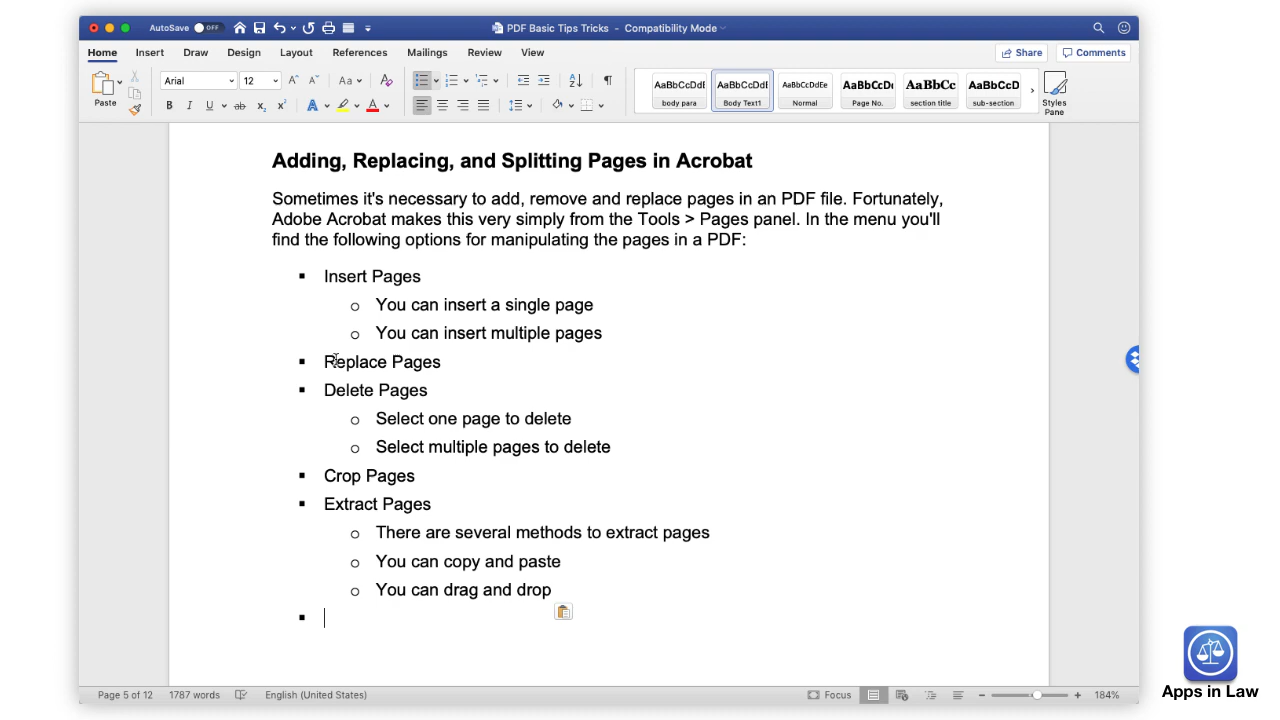 AutoSave OFF
PDF Basic Tips Tricks - Compatibility Mode
Home Insert Draw Design Layout References Mailings Review View Share Comments
Paste
Arial 12
Aa
AaBbCcDdI body para
AaBbCcDdI Body Text1
AaBbCcDdEe Normal
AaBbCcDc Page No.
AaBbCc section title
AaBbCcD sub-section
Styles Pane
Adding, Replacing, and Splitting Pages in Acrobat
Sometimes it's necessary to add, remove and replace pages in an PDF file. Fortunately,
Adobe Acrobat makes this very simply from the Tools > Pages panel. In the menu you'll
find the following options for manipulating the pages in a PDF:
▪ Insert Pages
o You can insert a single page
o You can insert multiple pages
▪ Replace Pages
▪ Delete Pages
o Select one page to delete
o Select multiple pages to delete
▪ Crop Pages
▪ Extract Pages
o There are several methods to extract pages
o You can copy and paste
o You can drag and drop
▪
Page 5 of 12 1787 words English (United States) Focus 184%
Apps in Law